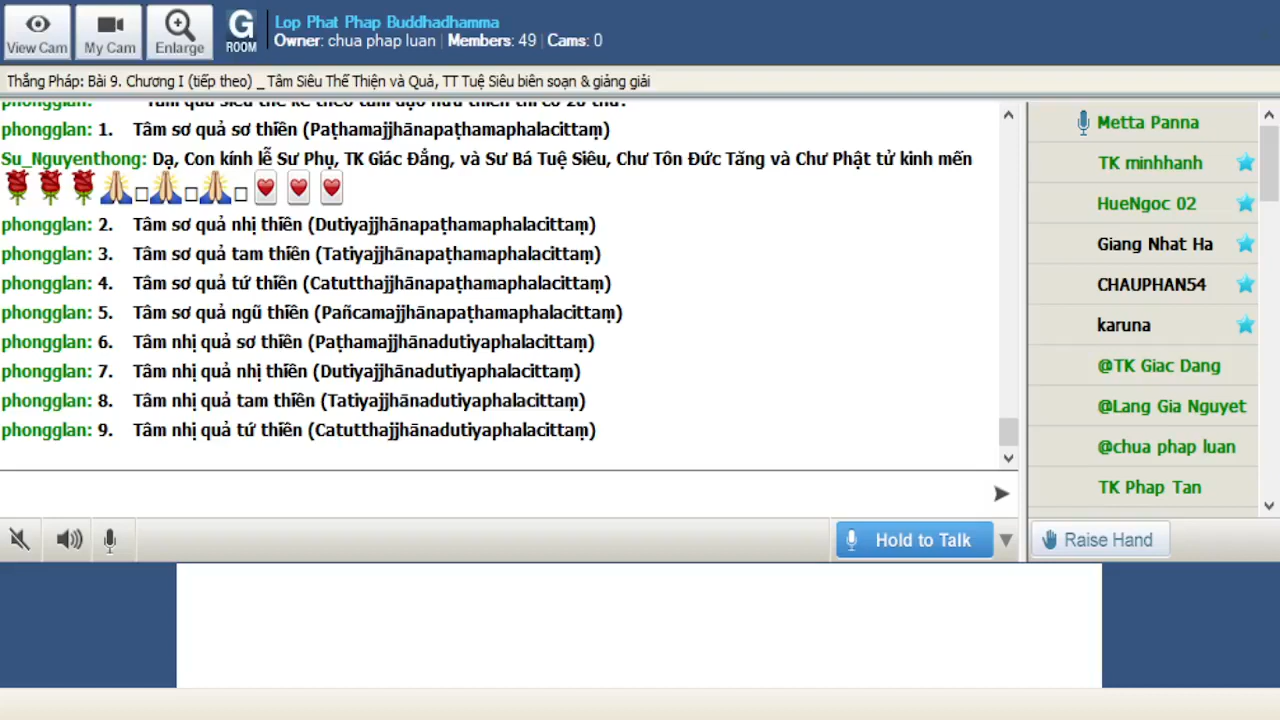 View Cam
My Cam
Enlarge
G
ROOM
Lop Phat Phap Buddhadhamma
Owner: chua phap luan | Members: 49 | Cams: 0
Thắng Pháp: Bài 9. Chương I (tiếp theo) _ Tâm Siêu Thế Thiện và Quả, TT Tuệ Siêu biên soạn & giảng giải
phongglan: 1. Tâm sơ quả sơ thiền (Paṭhamajjhānapaṭhamaphalacittaṃ)
Su_Nguyenthong: Dạ, Con kính lễ Sư Phụ, TK Giác Đẳng, và Sư Bá Tuệ Siêu, Chư Tôn Đức Tăng và Chư Phật tử kinh mến
phongglan: 2. Tâm sơ quả nhị thiền (Dutiyajjhānapaṭhamaphalacittaṃ)
phongglan: 3. Tâm sơ quả tam thiền (Tatiyajjhānapaṭhamaphalacittaṃ)
phongglan: 4. Tâm sơ quả tứ thiền (Catutthajjhānapaṭhamaphalacittaṃ)
phongglan: 5. Tâm sơ quả ngũ thiền (Pañcamajjhānapaṭhamaphalacittaṃ)
phongglan: 6. Tâm nhị quả sơ thiền (Paṭhamajjhānadutiyaphalacittaṃ)
phongglan: 7. Tâm nhị quả nhị thiền (Dutiyajjhānadutiyaphalacittaṃ)
phongglan: 8. Tâm nhị quả tam thiền (Tatiyajjhānadutiyaphalacittaṃ)
phongglan: 9. Tâm nhị quả tứ thiền (Catutthajjhānadutiyaphalacittaṃ)
Metta Panna
TK minhhanh
HueNgoc 02
Giang Nhat Ha
CHAUPHAN54
karuna
@TK Giac Dang
@Lang Gia Nguyet
@chua phap luan
TK Phap Tan
Hold to Talk
Raise Hand